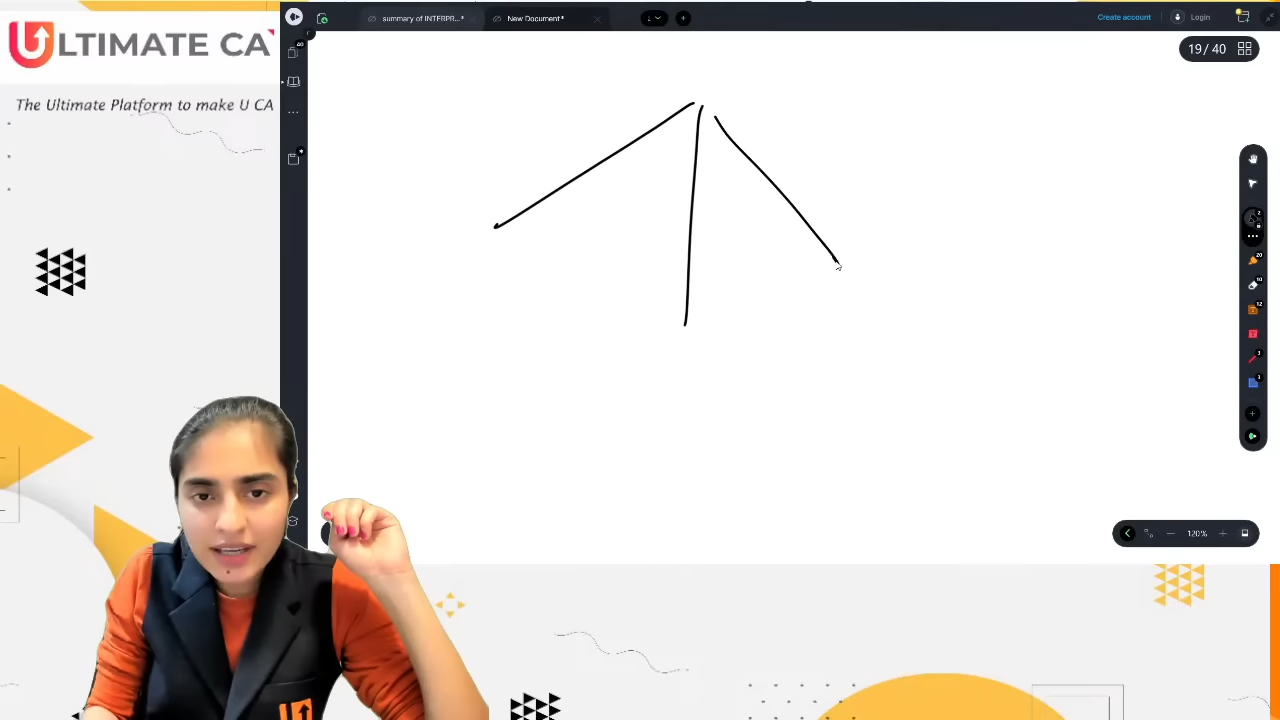 ULTIMATE CA
The Ultimate Platform to make U CA
summary of INTERPR...*
New Document*
1
Create account
Login
19 / 40
120%